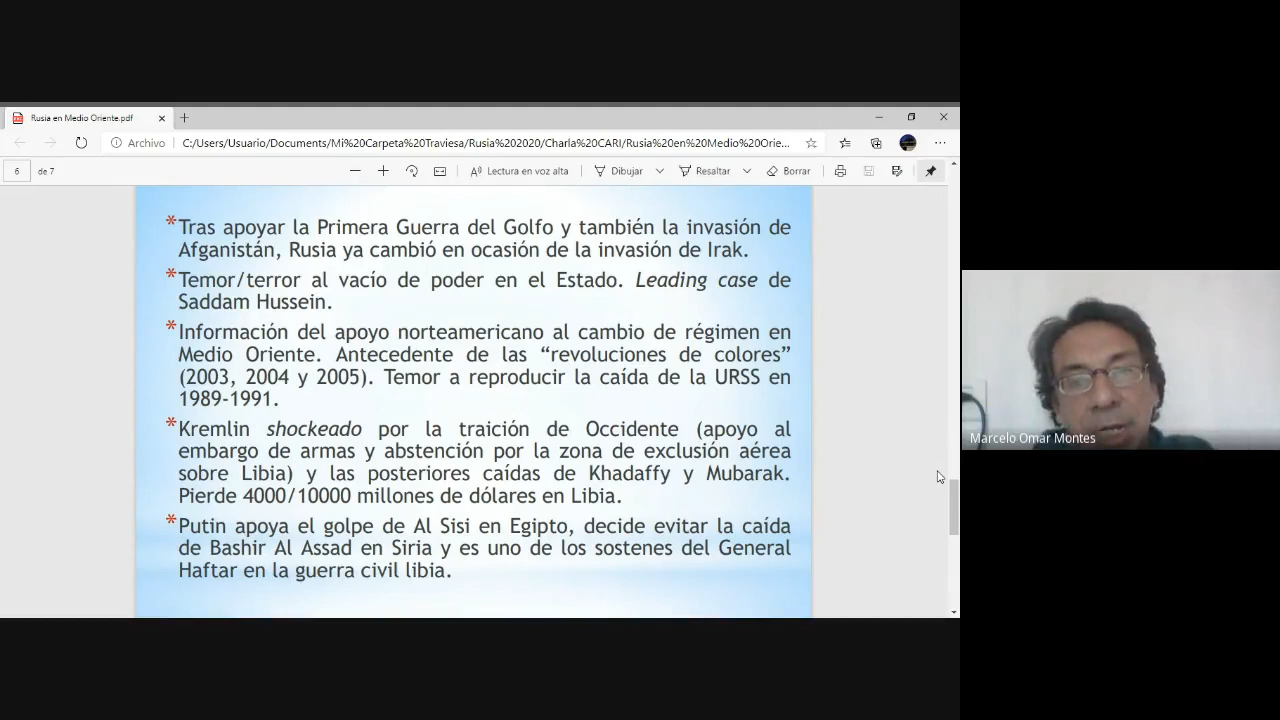 Rusia en Medio Oriente.pdf
Archivo
C:/Users/Usuario/Documents/Mi%20Carpeta%20Traviesa/Rusia%202020/Charla%20CARI/Rusia%20en%20Medio%20Orie...
6 de 7
Lectura en voz alta
Dibujar
Resaltar
Borrar
*Tras apoyar la Primera Guerra del Golfo y también la invasión de
Afganistán, Rusia ya cambió en ocasión de la invasión de Irak.
*Temor/terror al vacío de poder en el Estado. Leading case de
Saddam Hussein.
*Información del apoyo norteamericano al cambio de régimen en
Medio Oriente. Antecedente de las “revoluciones de colores”
(2003, 2004 y 2005). Temor a reproducir la caída de la URSS en
1989-1991.
*Kremlin shockeado por la traición de Occidente (apoyo al
embargo de armas y abstención por la zona de exclusión aérea
sobre Libia) y las posteriores caídas de Khadaffy y Mubarak.
Pierde 4000/10000 millones de dólares en Libia.
*Putin apoya el golpe de Al Sisi en Egipto, decide evitar la caída
de Bashir Al Assad en Siria y es uno de los sostenes del General
Haftar en la guerra civil libia.
Marcelo Omar Montes